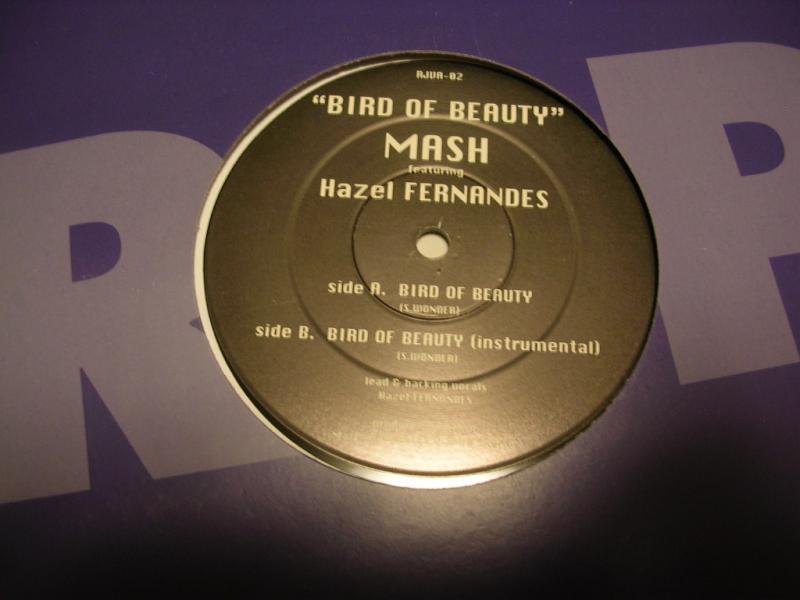 RJVA-02
"BIRD OF BEAUTY"
MASH
featuring
Hazel FERNANDES
side A. BIRD OF BEAUTY
(S.WONDER)
side B. BIRD OF BEAUTY (instrumental)
(S.WONDER)
lead & backing vocals
Hazel FERNANDES
R P